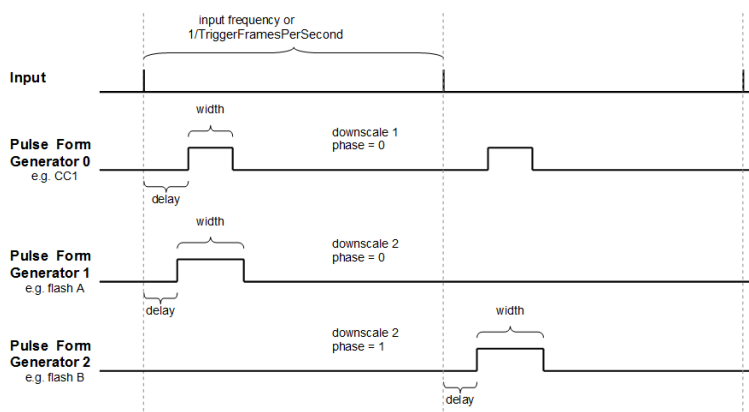 input frequency or
1/TriggerFramesPerSecond
Input
width
Pulse Form
Generator 0
e.g. CC1
downscale 1
phase = 0
delay
width
Pulse Form
Generator 1
e.g. flash A
downscale 2
phase = 0
delay
width
Pulse Form
Generator 2
e.g. flash B
downscale 2
phase = 1
delay